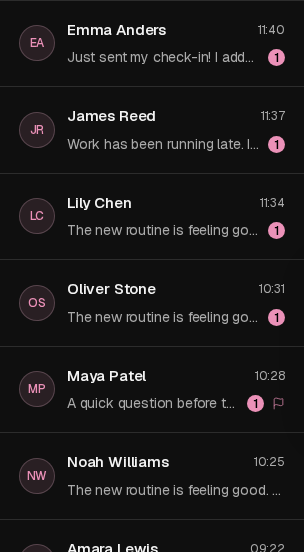 Emma Anders 11:40
EA
Just sent my check-in! I add... 1
James Reed 11:37
JR
Work has been running late. I... 1
Lily Chen 11:34
LC
The new routine is feeling go... 1
Oliver Stone 10:31
OS
The new routine is feeling go... 1
Maya Patel 10:28
MP
A quick question before t... 1
Noah Williams 10:25
NW
The new routine is feeling good. ...
Amara Lewis 09:22